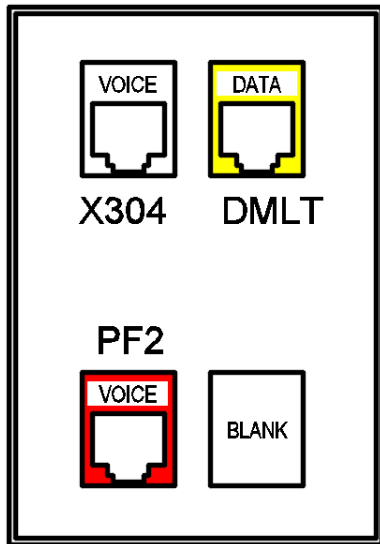 VOICE DATA
X304 DMLT
PF2
VOICE
BLANK